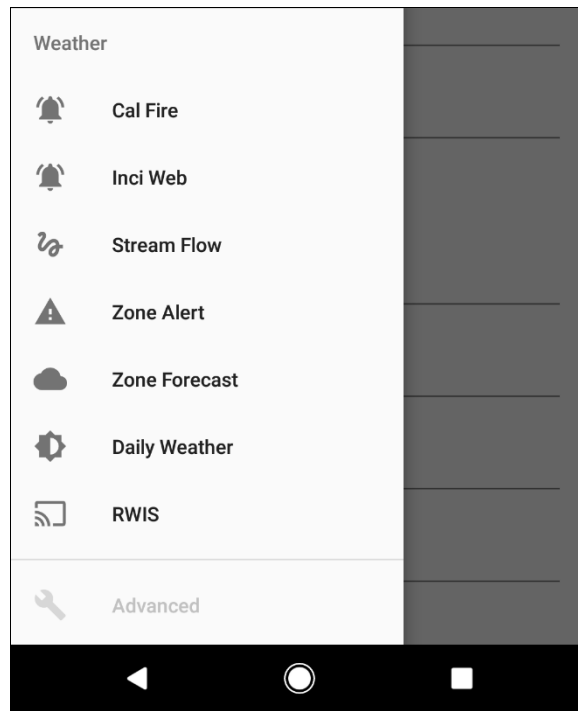 Weather
Cal Fire
Inci Web
Stream Flow
Zone Alert
Zone Forecast
Daily Weather
RWIS
Advanced